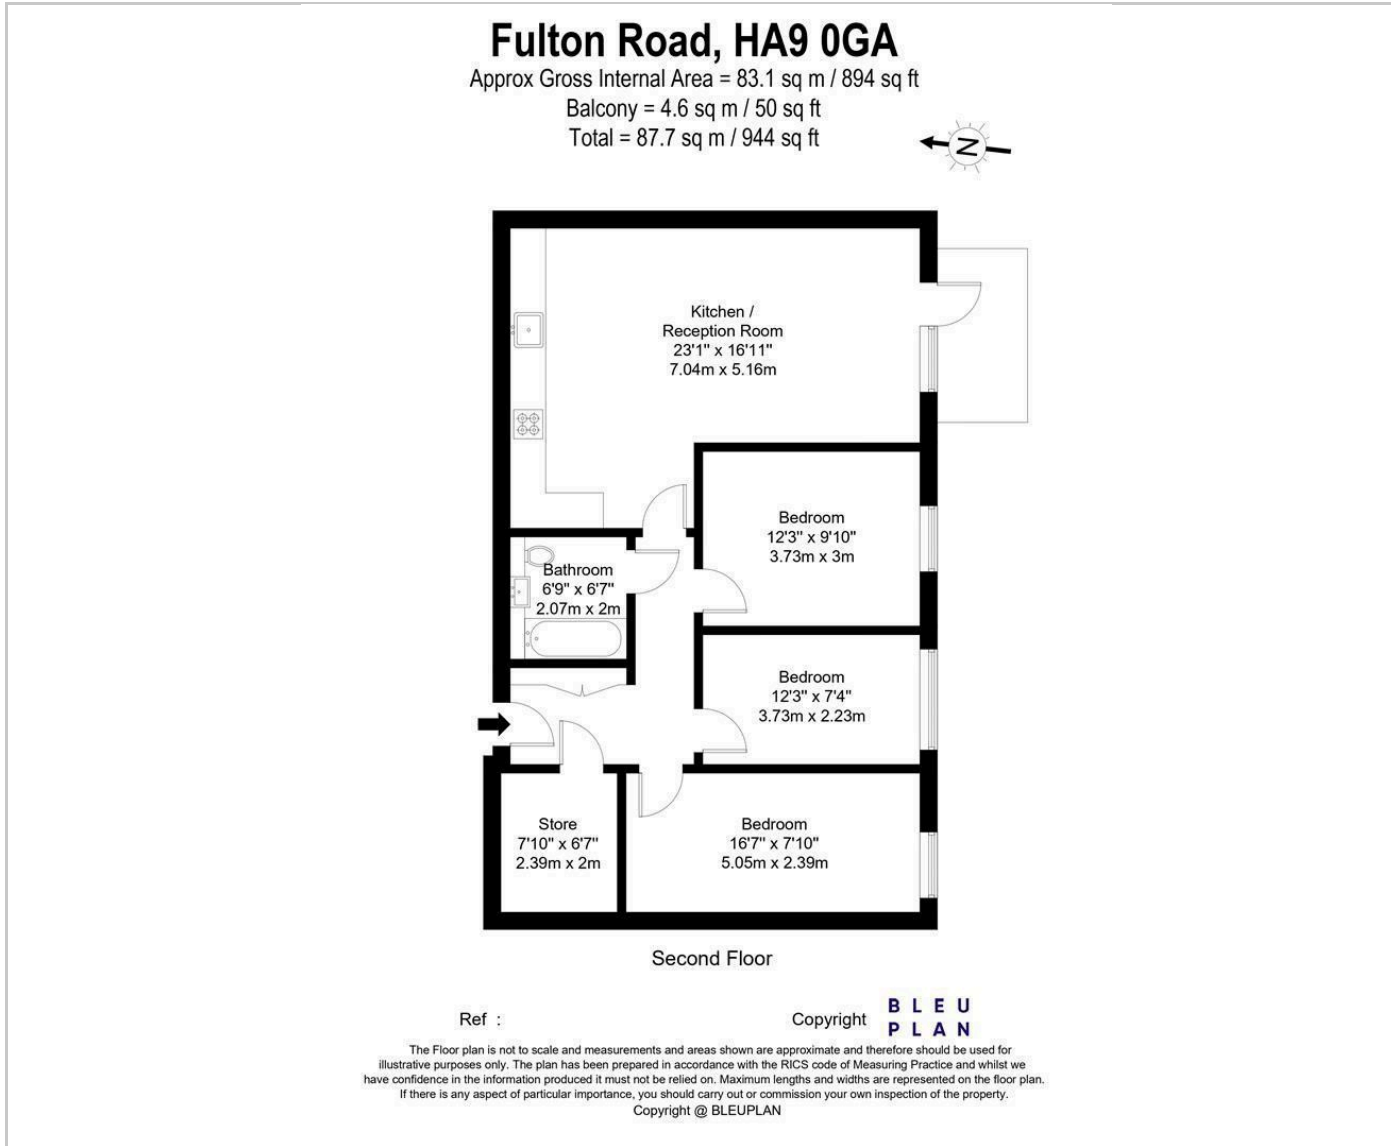 Fulton Road, HA9 0GA
Approx Gross Internal Area = 83.1 sq m / 894 sq ft
Balcony = 4.6 sq m / 50 sq ft
Total = 87.7 sq m / 944 sq ft
N
Kitchen /
Reception Room
23'1" x 16'11"
7.04m x 5.16m
Bedroom
12'3" x 9'10"
3.73m x 3m
Bathroom
6'9" x 6'7"
2.07m x 2m
Bedroom
12'3" x 7'4"
3.73m x 2.23m
Store
7'10" x 6'7"
2.39m x 2m
Bedroom
16'7" x 7'10"
5.05m x 2.39m
Second Floor
Ref :
Copyright
BLEU
PLAN
The Floor plan is not to scale and measurements and areas shown are approximate and therefore should be used for
illustrative purposes only. The plan has been prepared in accordance with the RICS code of Measuring Practice and whilst we
have confidence in the information produced it must not be relied on. Maximum lengths and widths are represented on the floor plan.
If there is any aspect of particular importance, you should carry out or commission your own inspection of the property.
Copyright @ BLEUPLAN